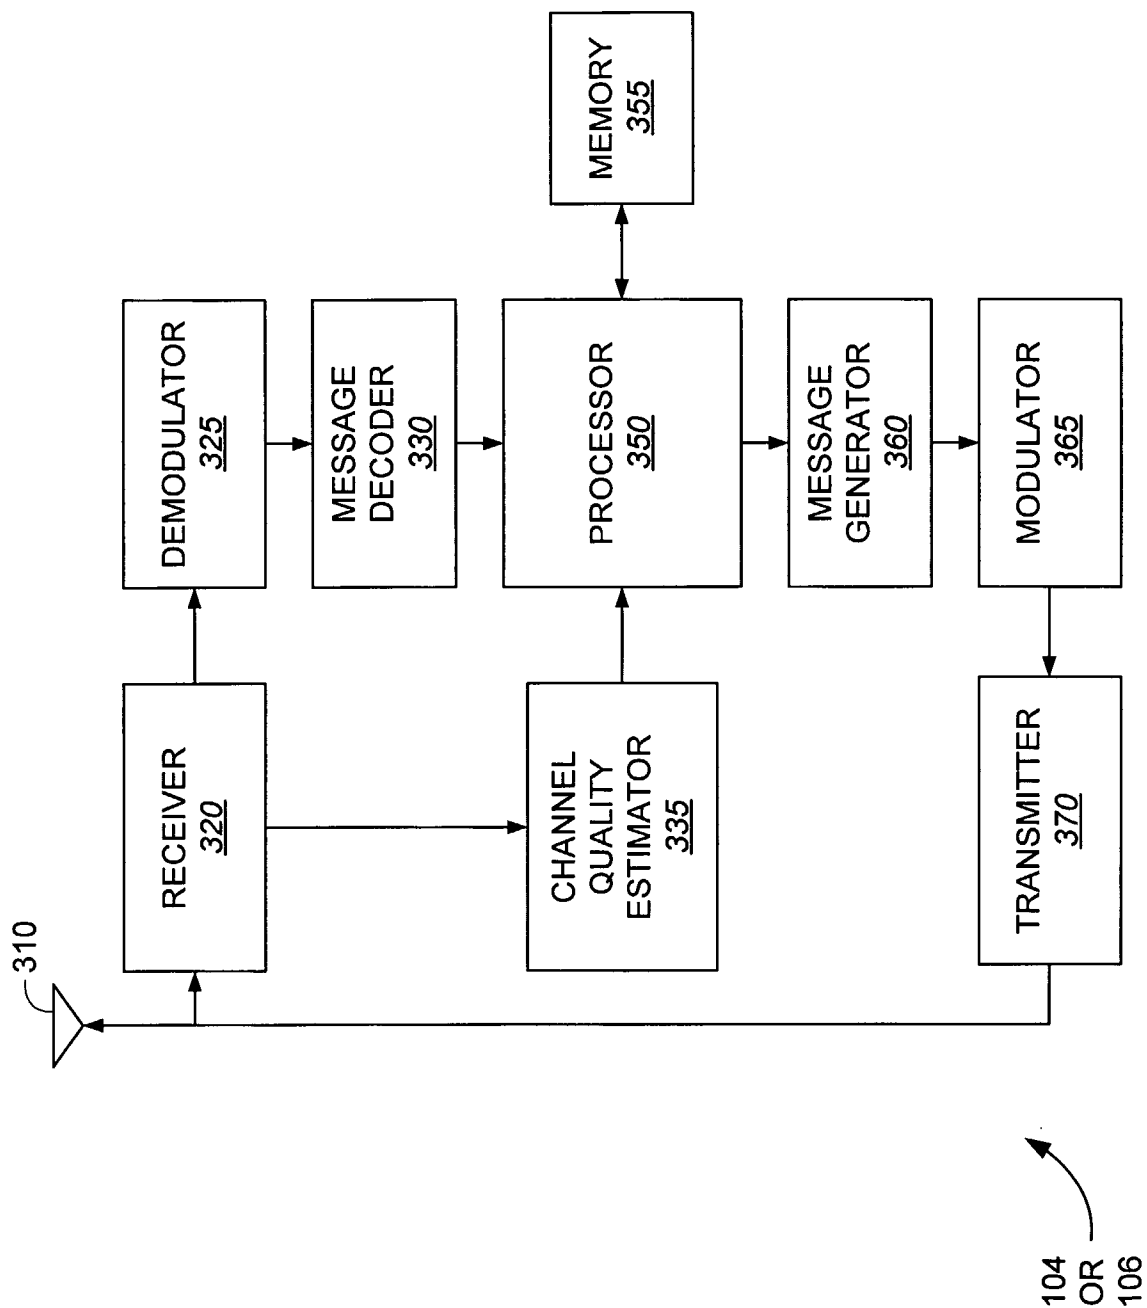 310
RECEIVER
320
DEMODULATOR
325
MESSAGE
DECODER
330
CHANNEL
QUALITY
ESTIMATOR
335
PROCESSOR
350
MEMORY
355
MESSAGE
GENERATOR
360
MODULATOR
365
TRANSMITTER
370
104
OR
106